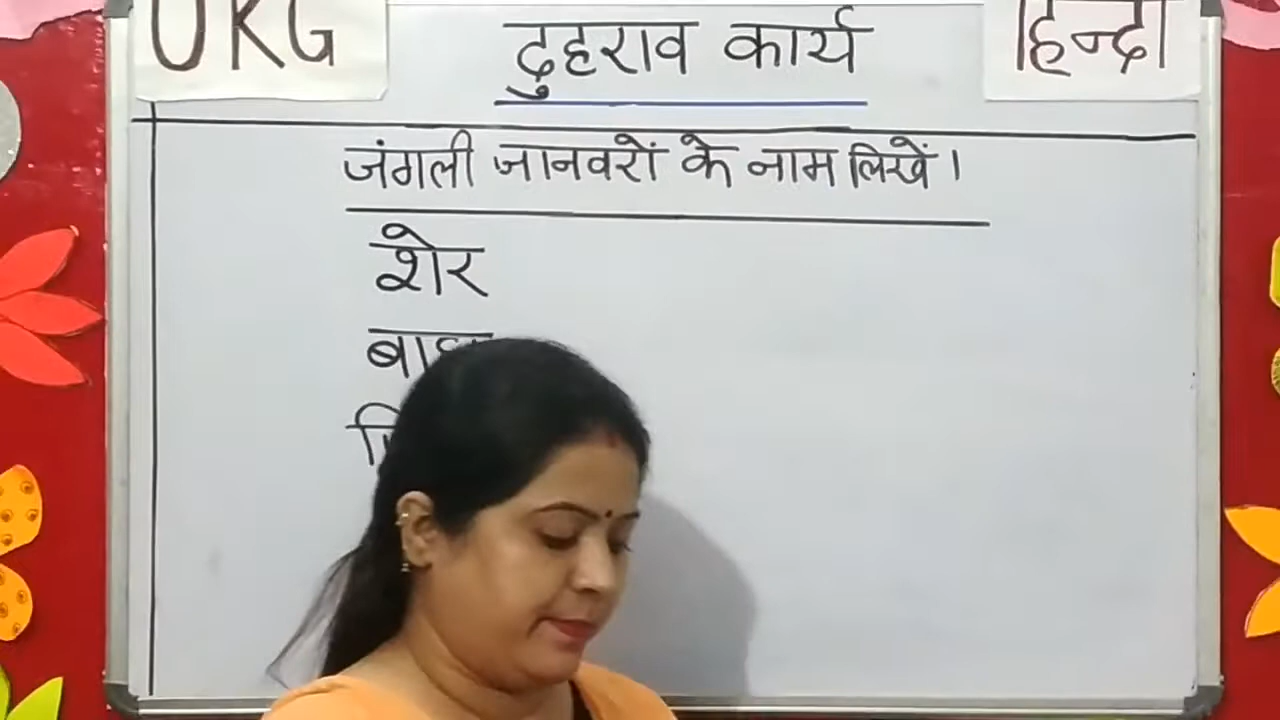 UKG
दुहराव कार्य
हिन्दी
जंगली जानवरों के नाम लिखें।
शेर